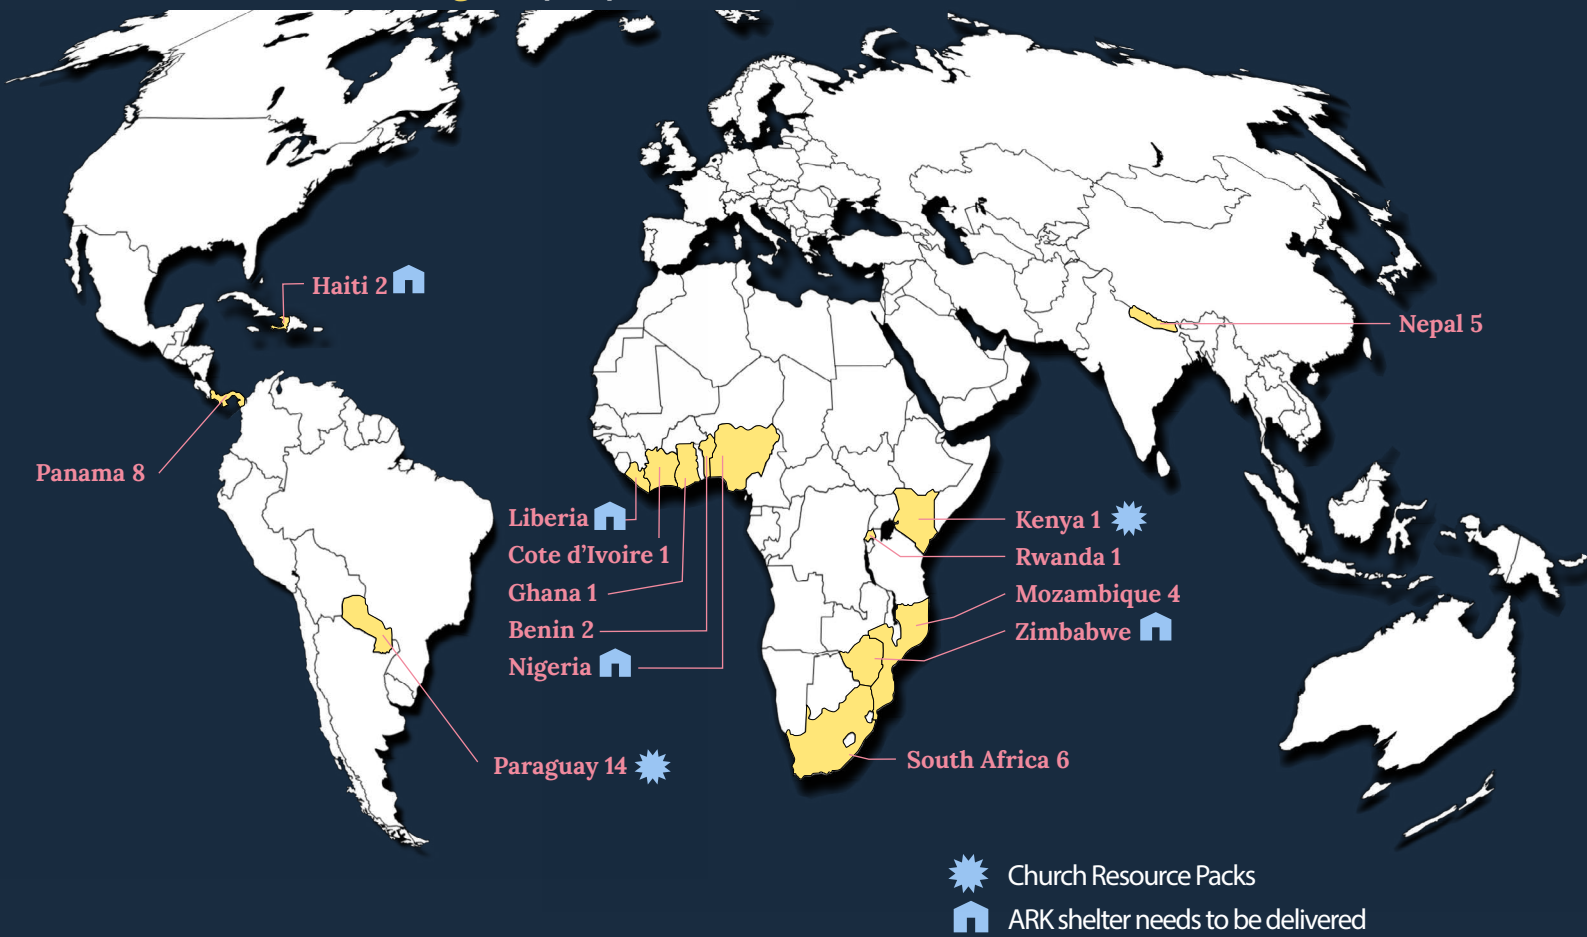 Haiti 2
Nepal 5
Panama 8
Liberia
Cote d’Ivoire 1
Ghana 1
Benin 2
Nigeria
Kenya 1
Rwanda 1
Mozambique 4
Zimbabwe
Paraguay 14
South Africa 6
Church Resource Packs
ARK shelter needs to be delivered